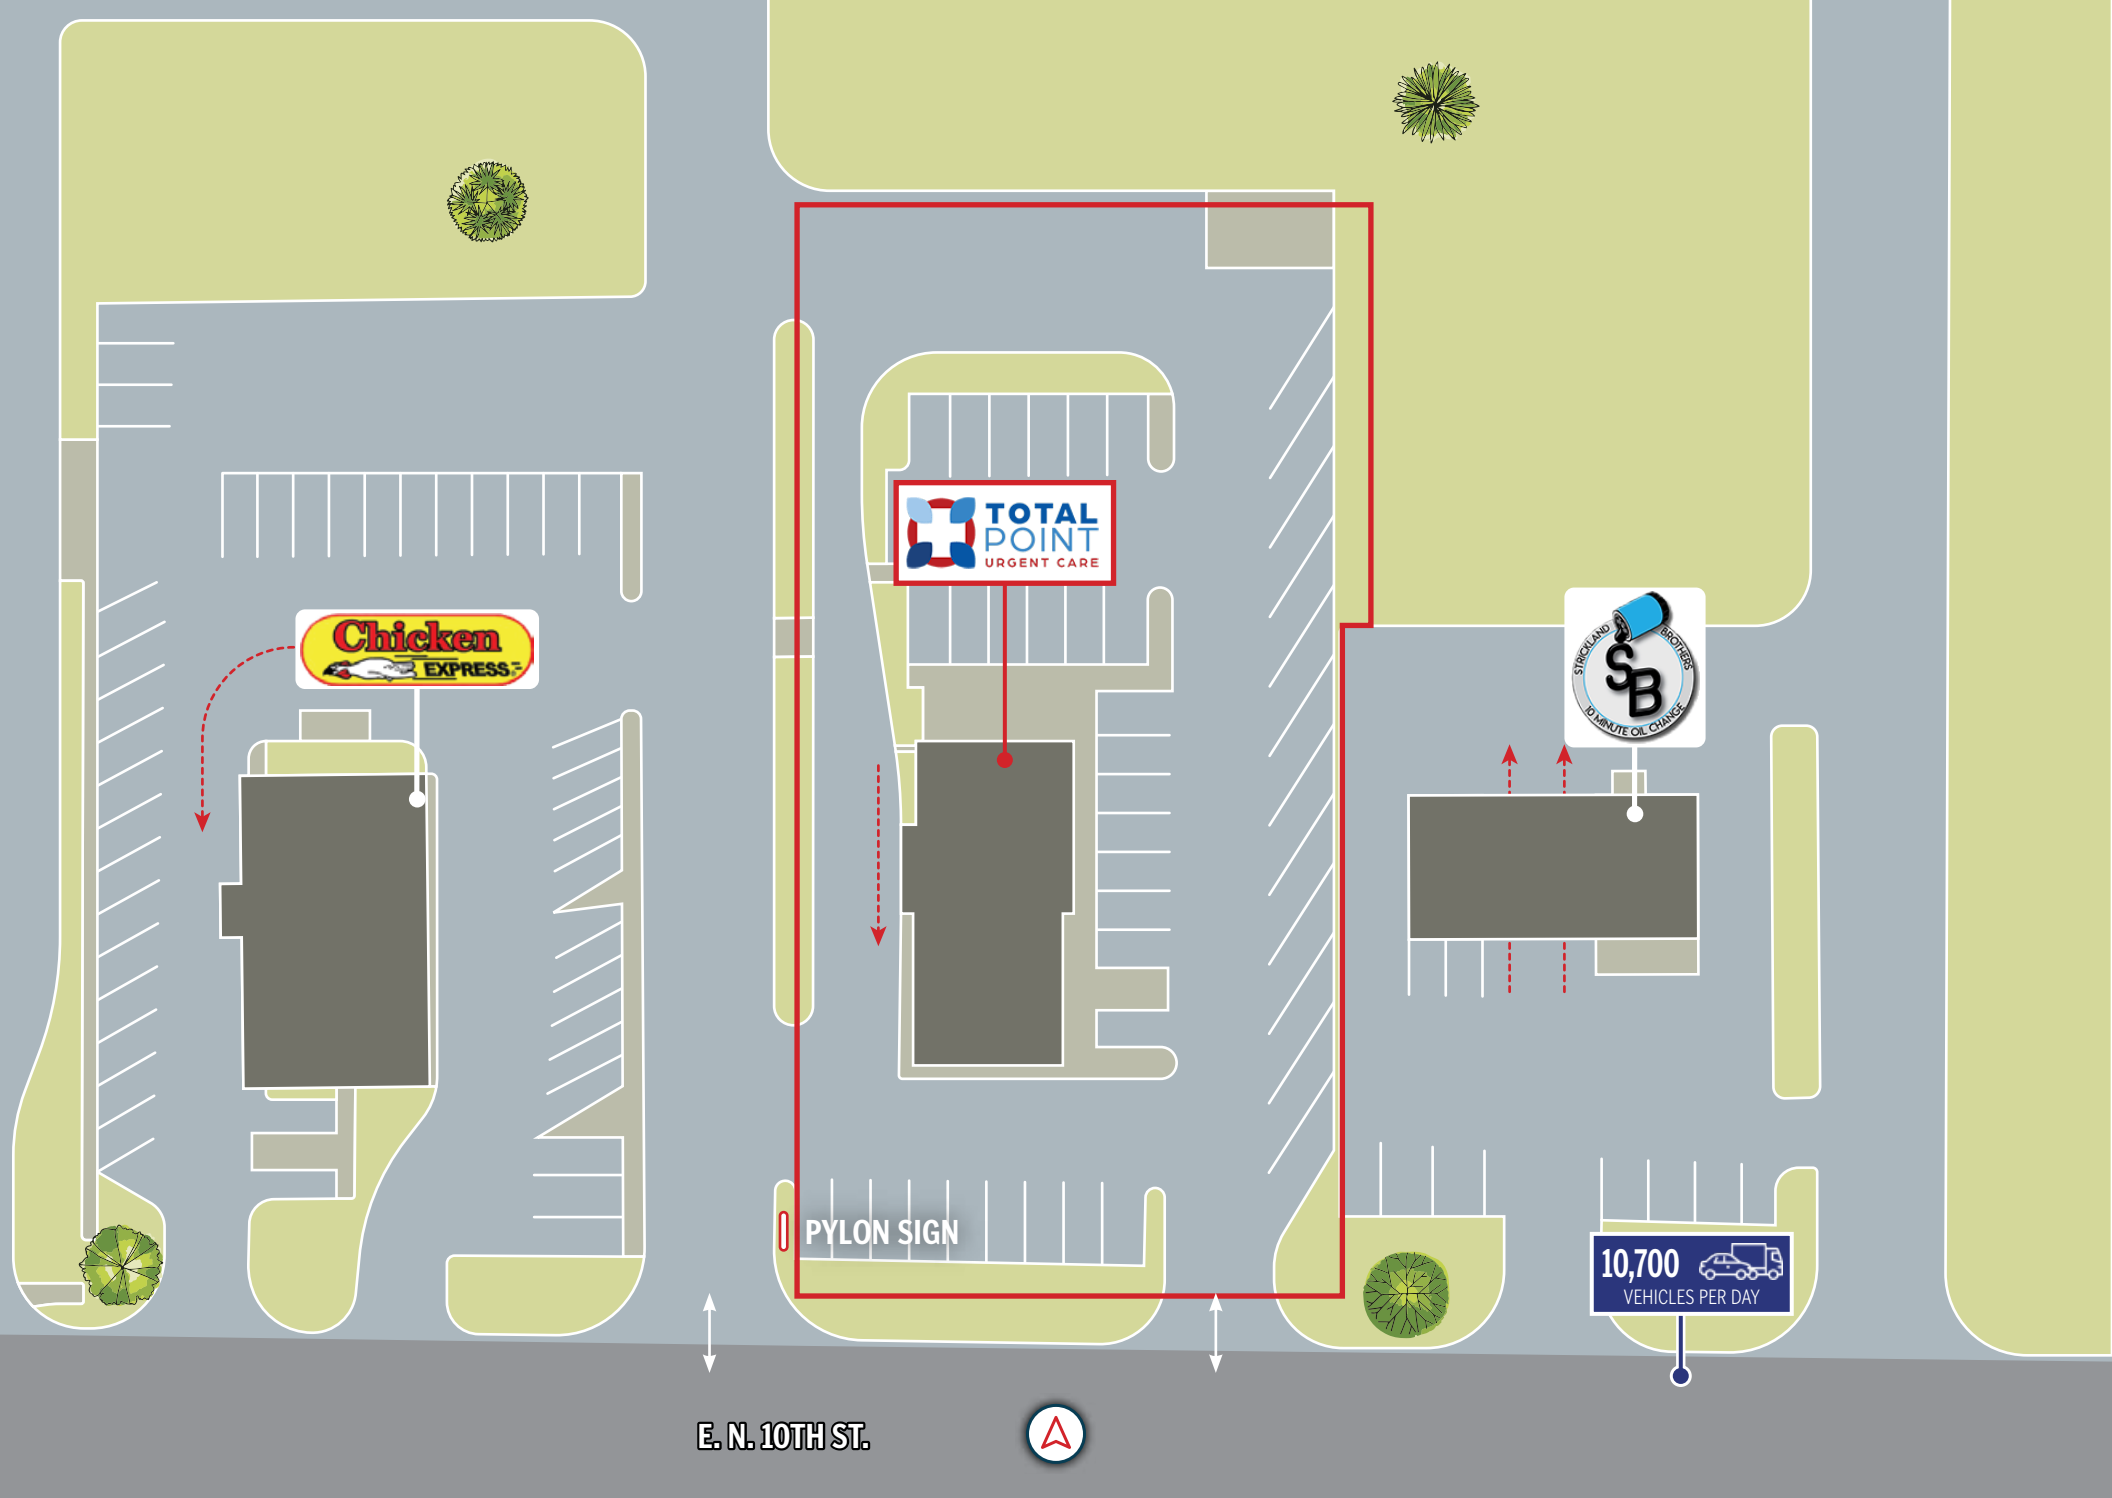 TOTAL
POINT
URGENT CARE
Chicken
EXPRESS
STRICKLAND BROTHERS
SB
10 MINUTE OIL CHANGE
PYLON SIGN
10,700
VEHICLES PER DAY
E. N. 10TH ST.